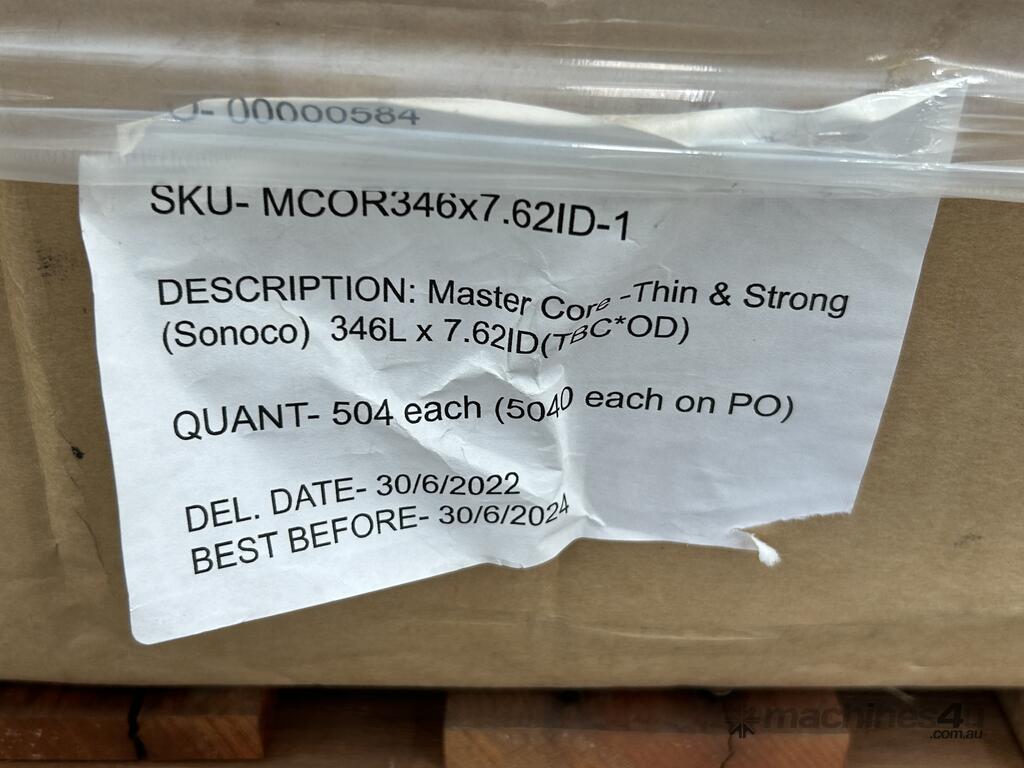 O- 00000584
SKU- MCOR346x7.62ID-1
DESCRIPTION: Master Core -Thin & Strong
(Sonoco) 346L x 7.62ID(TBC*OD)
QUANT- 504 each (5040 each on PO)
DEL. DATE- 30/6/2022
BEST BEFORE- 30/6/2024
machines4u
.com.au